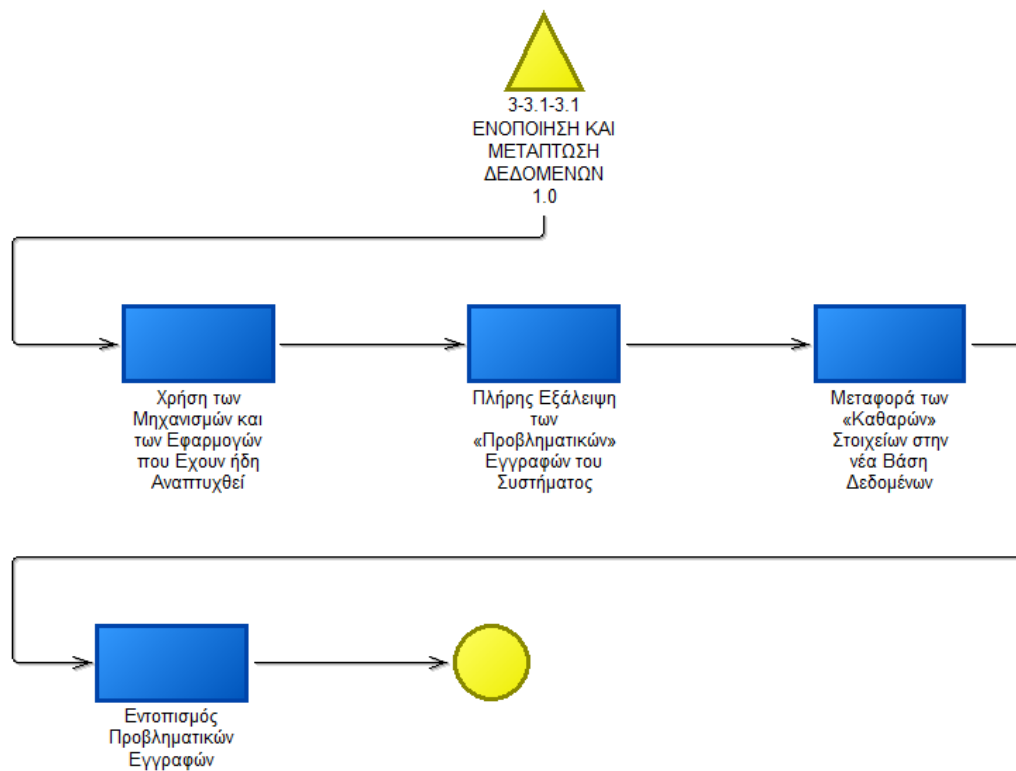 3-3.1-3.1
ΕΝΟΠΟΙΗΣΗ ΚΑΙ
ΜΕΤΑΠΤΩΣΗ
ΔΕΔΟΜΕΝΩΝ
1.0
Χρήση των
Μηχανισμών και
των Εφαρμογών
που Εχουν ήδη
Αναπτυχθεί
Πλήρης Εξάλειψη
των
«Προβληματικών»
Εγγραφών του
Συστήματος
Μεταφορά των
«Καθαρών»
Στοιχείων στην
νέα Βάση
Δεδομένων
Εντοπισμός
Προβληματικών
Εγγραφών